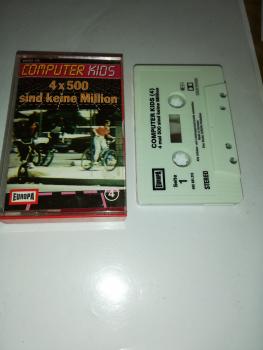 COMPUTER KIDS
4 x 500
sind keine Million
EUROPA
4
COMPUTER KIDS (4)
4 mal 500 sind keine Million
EUROPA
Seite
1
STEREO